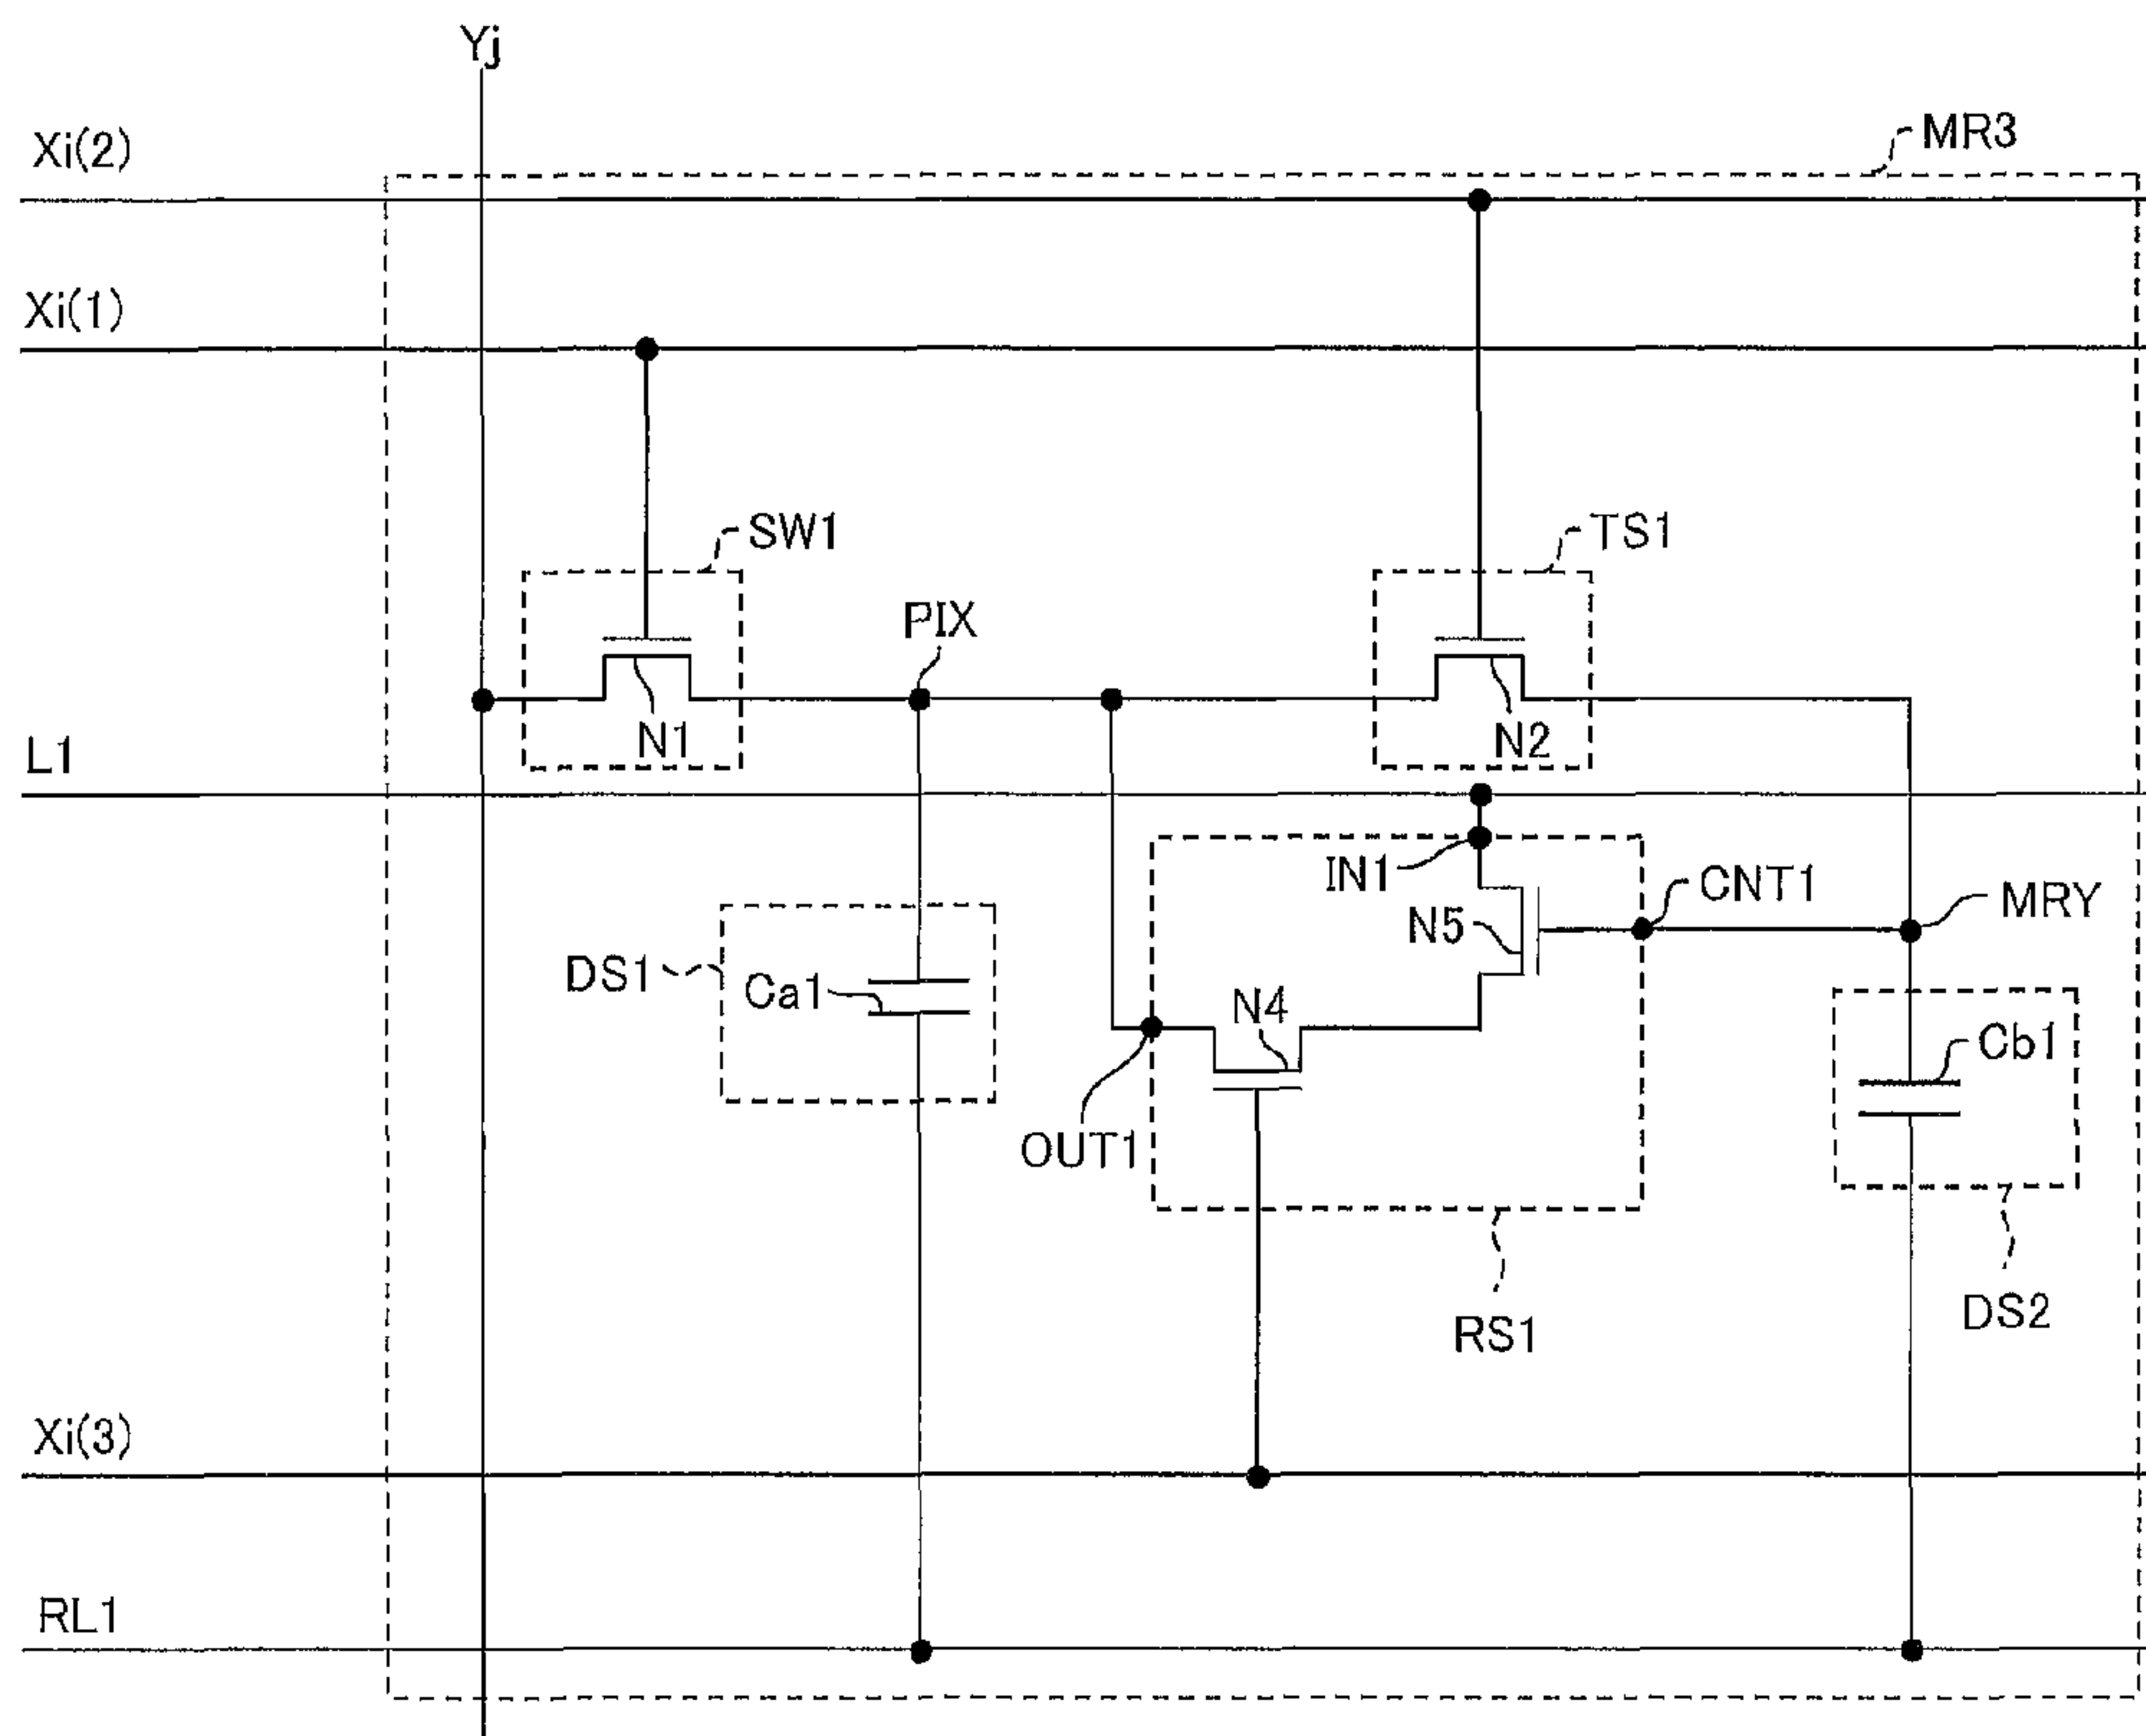 Yj
Xi(2)
MR3
Xi(1)
SW1
TS1
PIX
N1
N2
L1
IN1
CNT1
MRY
N5
DS1
Ca1
N4
Cb1
OUT1
DS2
RS1
Xi(3)
RL1